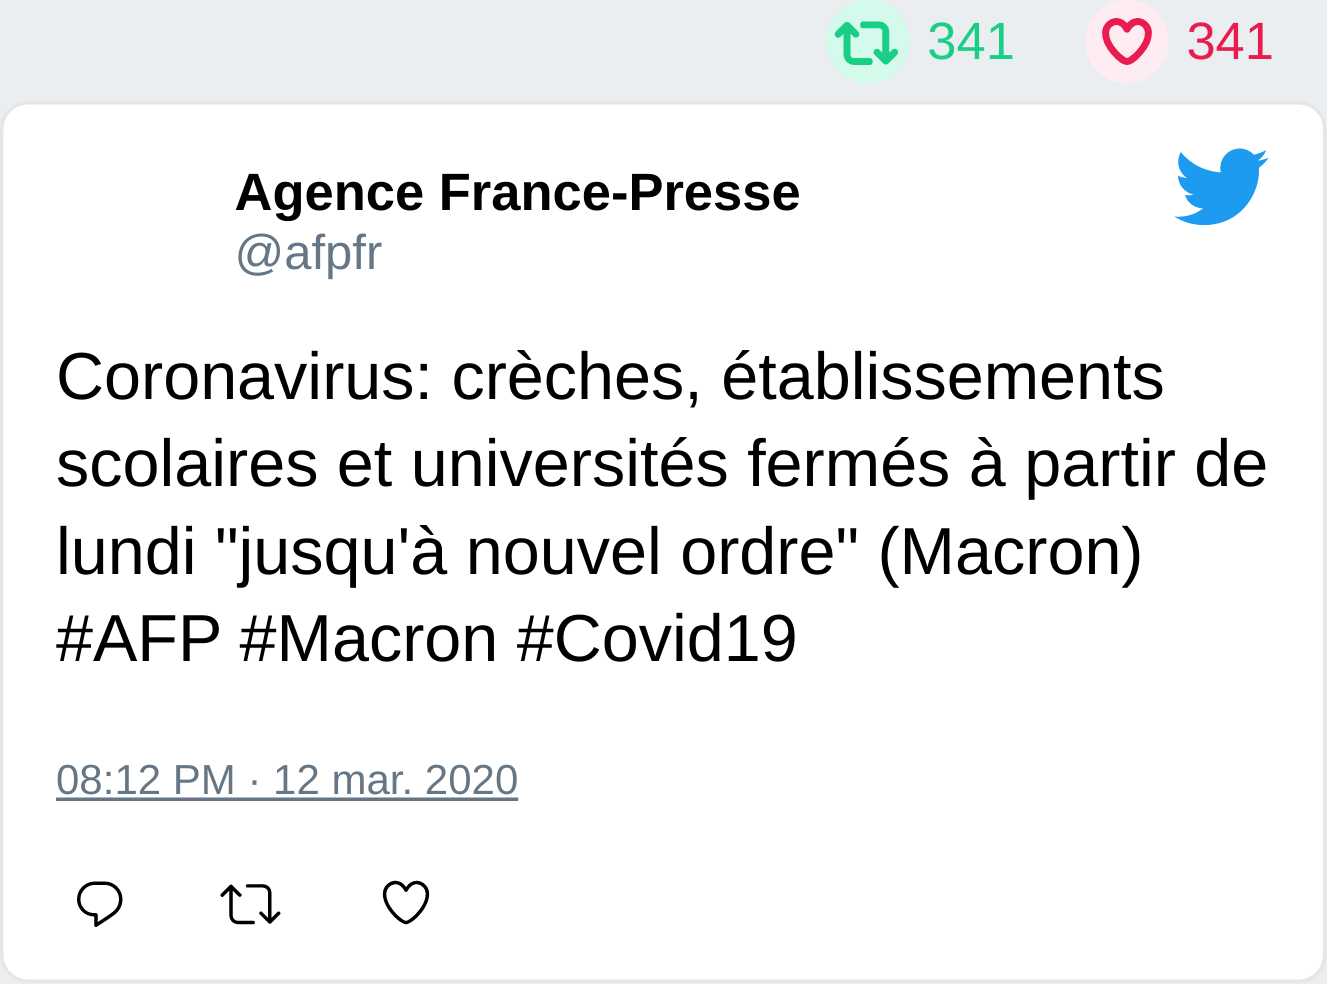 341 341
Agence France-Presse
@afpfr
Coronavirus: crèches, établissements
scolaires et universités fermés à partir de
lundi "jusqu'à nouvel ordre" (Macron)
#AFP #Macron #Covid19
08:12 PM · 12 mar. 2020